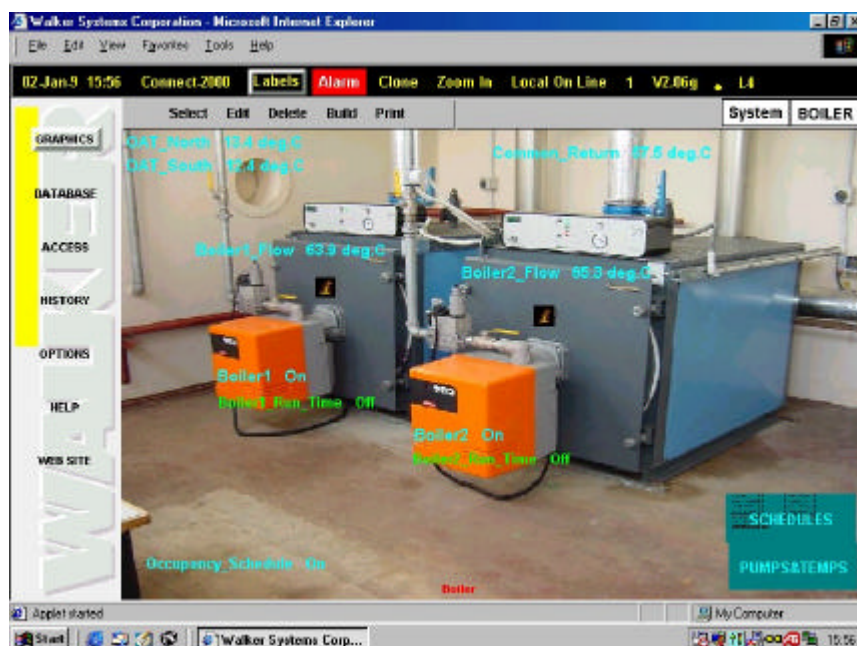 Walker Systems Corporation - Microsoft Internet Explorer
File Edit View Favorites Tools Help
02-Jan-9 15:56 Connect-2000 Labels Alarm Clone Zoom In Local On Line 1 V2.06g . L4
Select Edit Delete Build Print System BOILER
GRAPHICS
DATABASE
ACCESS
HISTORY
OPTIONS
HELP
WEB SITE
WALKER
OAT_North 13.4 deg.C
OAT_South 13.4 deg.C
Common_Return 57.5 deg.C
Boiler1_Flow 63.9 deg.C
Boiler2_Flow 65.3 deg.C
Boiler1 On
Boiler1_Run_Time Off
Boiler2 On
Boiler2_Run_Time Off
SCHEDULES
PUMPS&TEMPS
Occupancy_Schedule On
Boiler
Applet started My Computer
Start Walker Systems Corp... 15:56